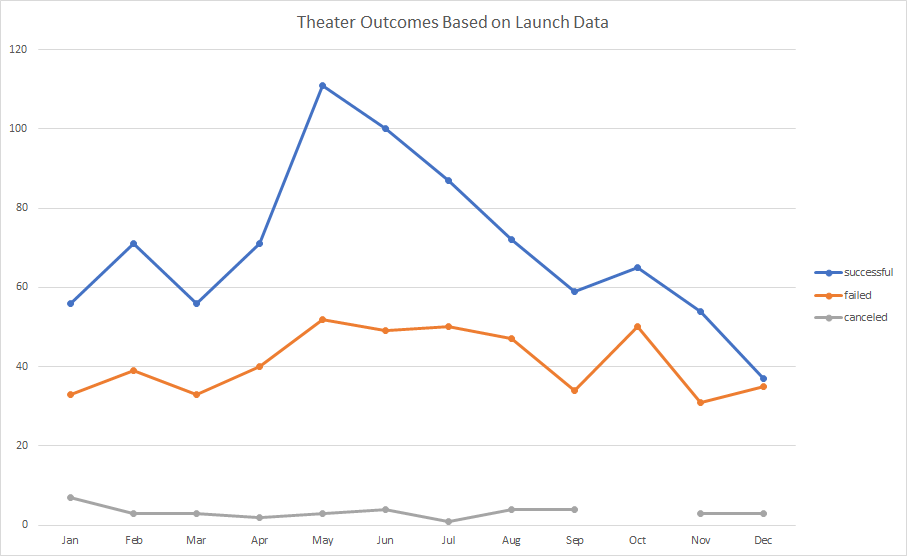 Theater Outcomes Based on Launch Data
120
100
80
60
40
20
0
Jan Feb Mar Apr May Jun Jul Aug Sep Oct Nov Dec
successful
failed
canceled